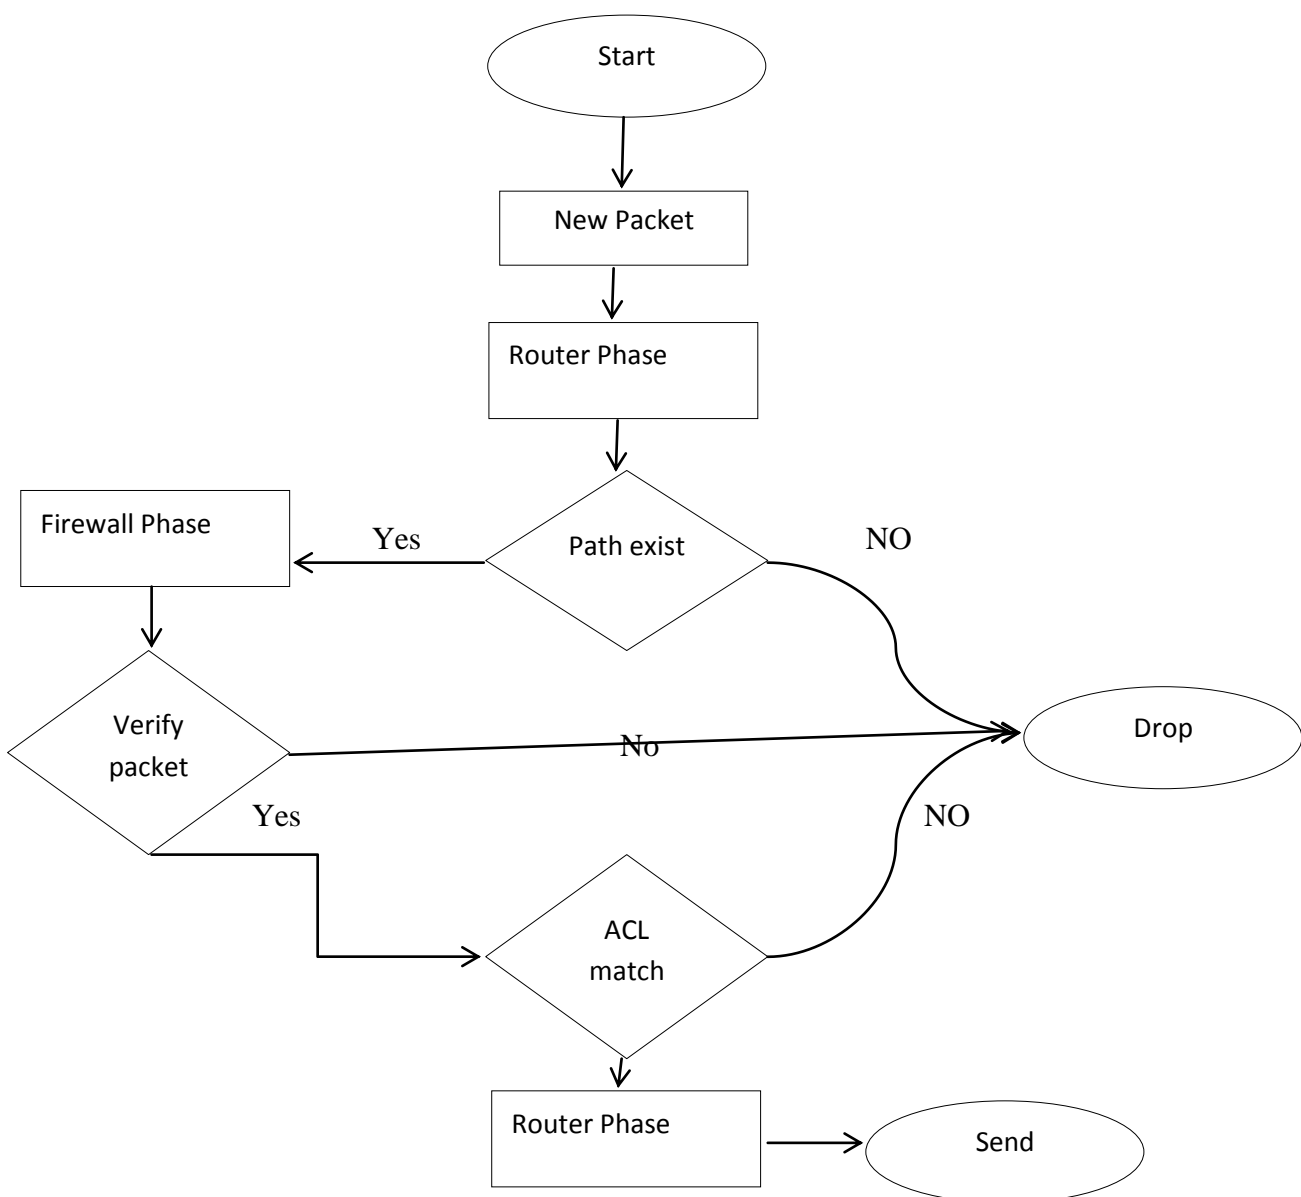 Start
New Packet
Router Phase
Path exist
Yes
NO
Firewall Phase
Verify
packet
No
Drop
Yes
NO
ACL
match
Router Phase
Send